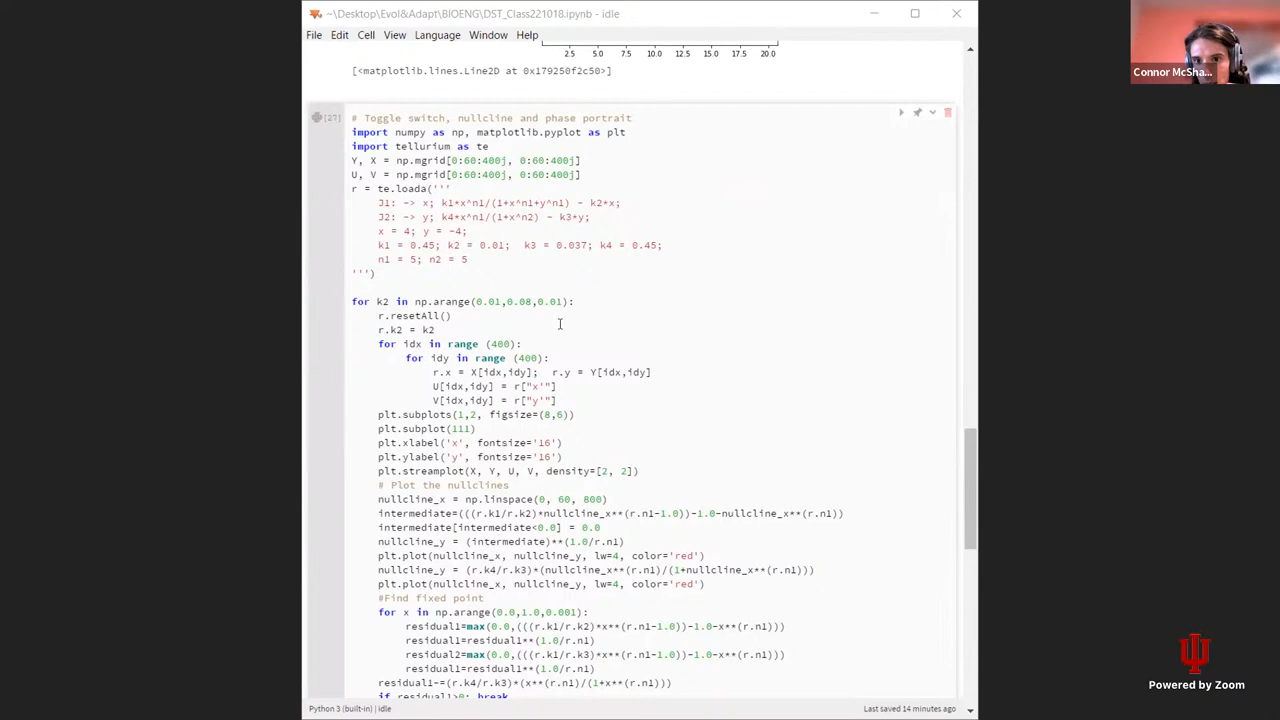 ~\Desktop\Evol&Adapt\BIOENG\DST_Class221018.ipynb - idle
File Edit Cell View Language Window Help
2.5 5.0 7.5 10.0 12.5 15.0 17.5 20.0
[<matplotlib.lines.Line2D at 0x179250f2c50>]
[27]
# Toggle switch, nullcline and phase portrait
import numpy as np, matplotlib.pyplot as plt
import tellurium as te
Y, X = np.mgrid[0:60:400j, 0:60:400j]
U, V = np.mgrid[0:60:400j, 0:60:400j]
r = te.loada('''
J1: -> x; k1*x^n1/(1+x^n1+y^n1) - k2*x;
J2: -> y; k4*x^n1/(1+x^n2) - k3*y;
x = 4; y = -4;
k1 = 0.45; k2 = 0.01; k3 = 0.037; k4 = 0.45;
n1 = 5; n2 = 5
''')
for k2 in np.arange(0.01,0.08,0.01):
r.resetAll()
r.k2 = k2
for idx in range (400):
for idy in range (400):
r.x = X[idx,idy]; r.y = Y[idx,idy]
U[idx,idy] = r["x'"]
V[idx,idy] = r["y'"]
plt.subplots(1,2, figsize=(8,6))
plt.subplot(111)
plt.xlabel('x', fontsize='16')
plt.ylabel('y', fontsize='16')
plt.streamplot(X, Y, U, V, density=[2, 2])
# Plot the nullclines
nullcline_x = np.linspace(0, 60, 800)
intermediate=(((r.k1/r.k2)*nullcline_x**(r.n1-1.0))-1.0-nullcline_x**(r.n1))
intermediate[intermediate<0.0] = 0.0
nullcline_y = (intermediate)**(1.0/r.n1)
plt.plot(nullcline_x, nullcline_y, lw=4, color='red')
nullcline_y = (r.k4/r.k3)*(nullcline_x**(r.n1)/(1+nullcline_x**(r.n1)))
plt.plot(nullcline_x, nullcline_y, lw=4, color='red')
#Find fixed point
for x in np.arange(0.0,1.0,0.001):
residual1=max(0.0,(((r.k1/r.k2)*x**(r.n1-1.0))-1.0-x**(r.n1)))
residual1=residual1**(1.0/r.n1)
residual2=max(0.0,(((r.k1/r.k3)*x**(r.n1-1.0))-1.0-x**(r.n1)))
residual1=residual1**(1.0/r.n1)
residual1-=(r.k4/r.k3)*(x**(r.n1)/(1+x**(r.n1)))
if residual1>0: break
Python 3 (built-in) | idle
Last saved 14 minutes ago
Connor McSha...
Powered by Zoom